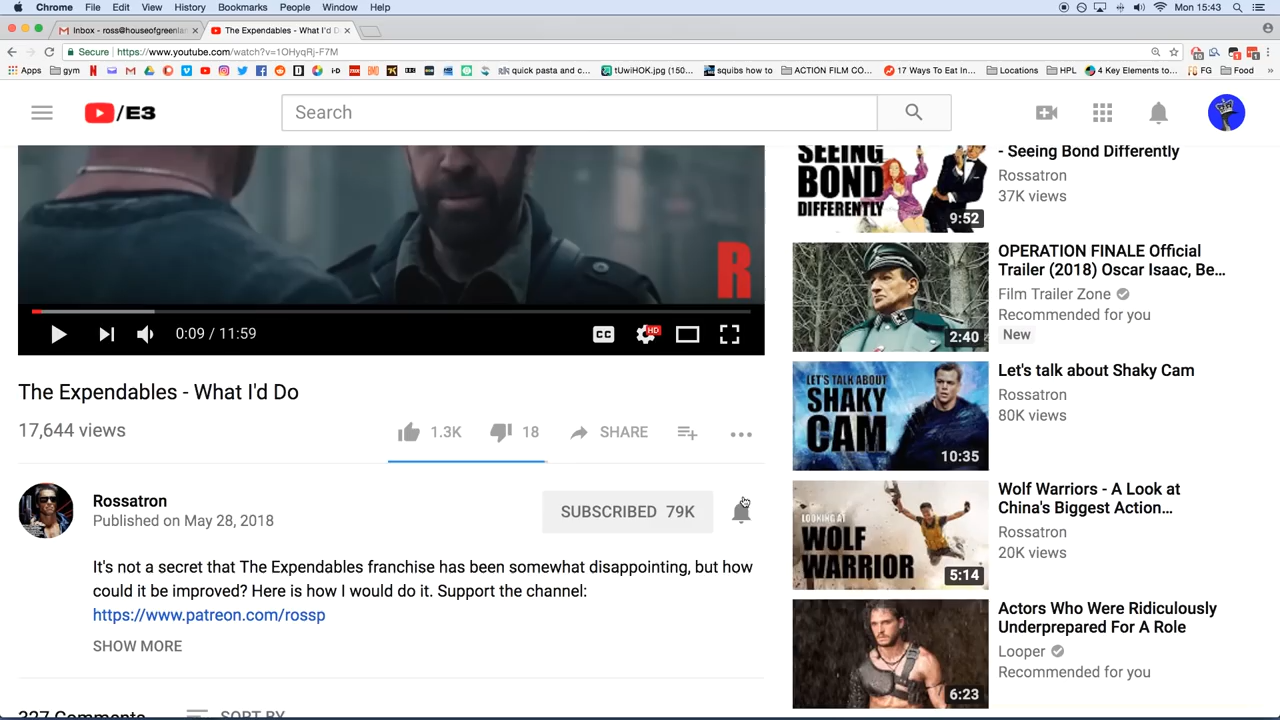 Chrome File Edit View History Bookmarks People Window Help Mon 15:43
Inbox - ross@houseofgreenla
The Expendables - What I'd D
Secure https://www.youtube.com/watch?v=1OHyqRj-F7M
Apps gym quick pasta and c... tUwiHOK.jpg (150... squibs how to ACTION FILM CO... 17 Ways To Eat In... Locations HPL 4 Key Elements to... FG Food »
/E3
Search
R
0:09 / 11:59
CC
HD
The Expendables - What I'd Do
17,644 views
1.3K 18 SHARE
Rossatron
Published on May 28, 2018
SUBSCRIBED 79K
It's not a secret that The Expendables franchise has been somewhat disappointing, but how
could it be improved? Here is how I would do it. Support the channel:
https://www.patreon.com/rossp
SHOW MORE
327 Comments SORT BY
SEEING
BOND
DIFFERENTLY
9:52
- Seeing Bond Differently
Rossatron
37K views
2:40
OPERATION FINALE Official
Trailer (2018) Oscar Isaac, Be...
Film Trailer Zone
Recommended for you
New
LET'S TALK ABOUT
SHAKY
CAM
10:35
Let's talk about Shaky Cam
Rossatron
80K views
LOOKING AT
WOLF
WARRIOR
5:14
Wolf Warriors - A Look at
China's Biggest Action...
Rossatron
20K views
6:23
Actors Who Were Ridiculously
Underprepared For A Role
Looper
Recommended for you